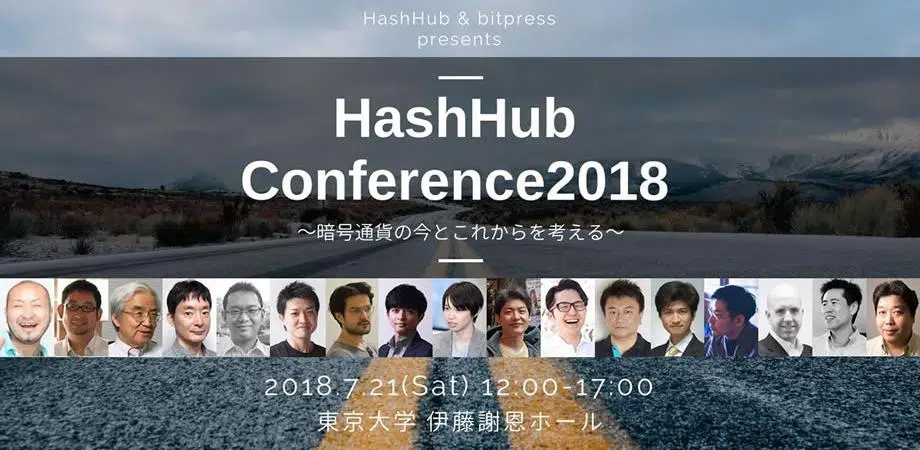 HashHub & bitpress
presents
HashHub
Conference2018
〜暗号通貨の今とこれからを考える〜
2018.7.21(Sat) 12:00-17:00
東京大学 伊藤謝恩ホール